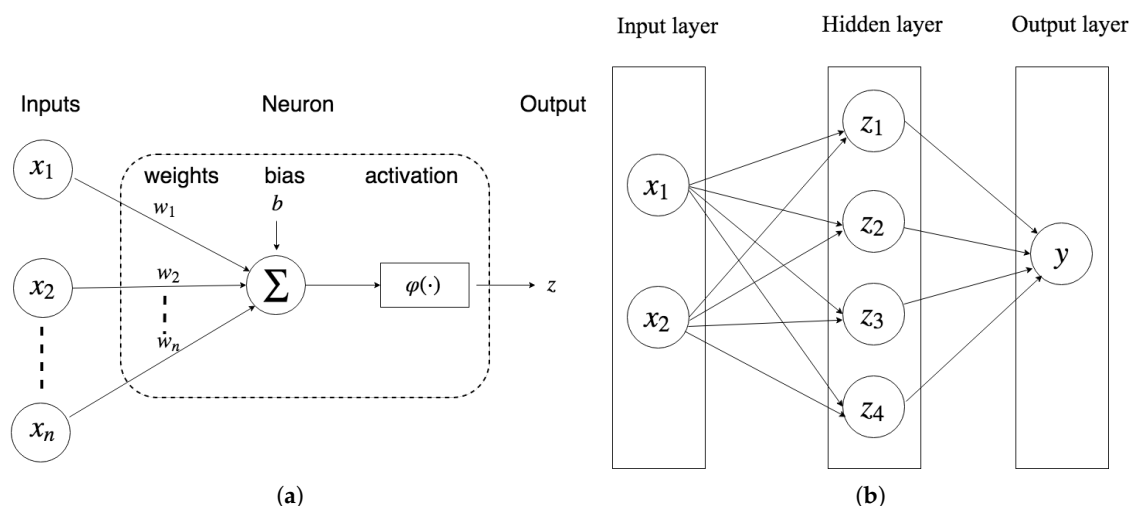 Inputs Neuron Output
weights bias activation
x1
w1 b
x2 w2 Σ φ(·) z
wn
xn
(a)
Input layer Hidden layer Output layer
z1
x1
z2
y
x2 z3
z4
(b)